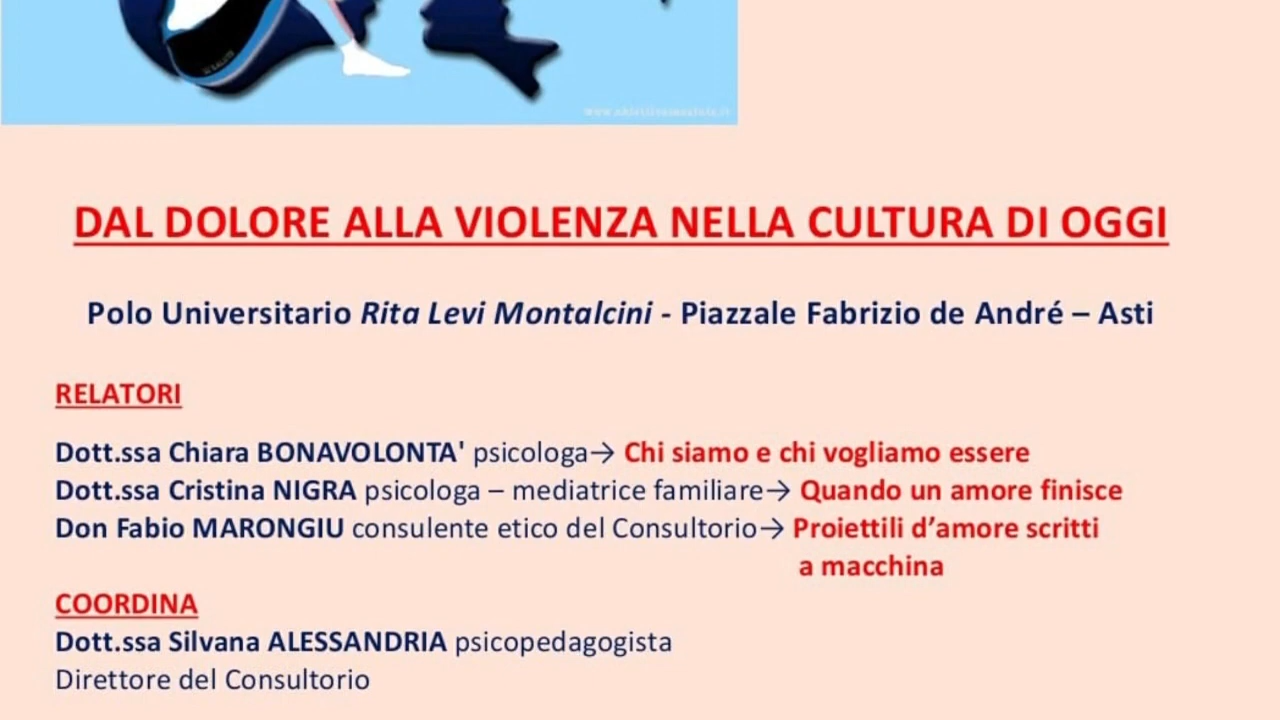 DAL DOLORE ALLA VIOLENZA NELLA CULTURA DI OGGI
Polo Universitario Rita Levi Montalcini - Piazzale Fabrizio de André – Asti
RELATORI
Dott.ssa Chiara BONAVOLONTA' psicologa→ Chi siamo e chi vogliamo essere
Dott.ssa Cristina NIGRA psicologa – mediatrice familiare→ Quando un amore finisce
Don Fabio MARONGIU consulente etico del Consultorio→ Proiettili d’amore scritti
a macchina
COORDINA
Dott.ssa Silvana ALESSANDRIA psicopedagogista
Direttore del Consultorio